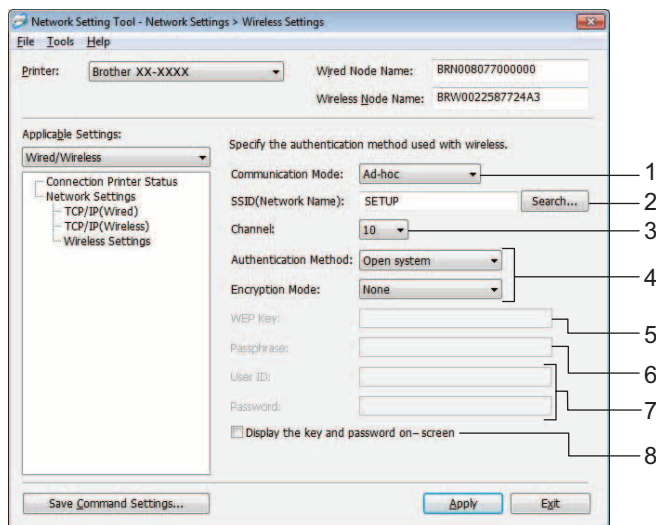 Network Setting Tool - Network Settings > Wireless Settings
File Tools Help
Printer: Brother XX-XXXX
Wired Node Name: BRN008077000000
Wireless Node Name: BRW0022587724A3
Applicable Settings:
Wired/Wireless
Connection Printer Status
Network Settings
TCP/IP(Wired)
TCP/IP(Wireless)
Wireless Settings
Specify the authentication method used with wireless.
Communication Mode: Ad-hoc 1
SSID(Network Name): SETUP Search... 2
Channel: 10 3
Authentication Method: Open system
4
Encryption Mode: None
WEP Key: 5
Passphrase: 6
User ID:
7
Password:
Display the key and password on-screen 8
Save Command Settings... Apply Exit